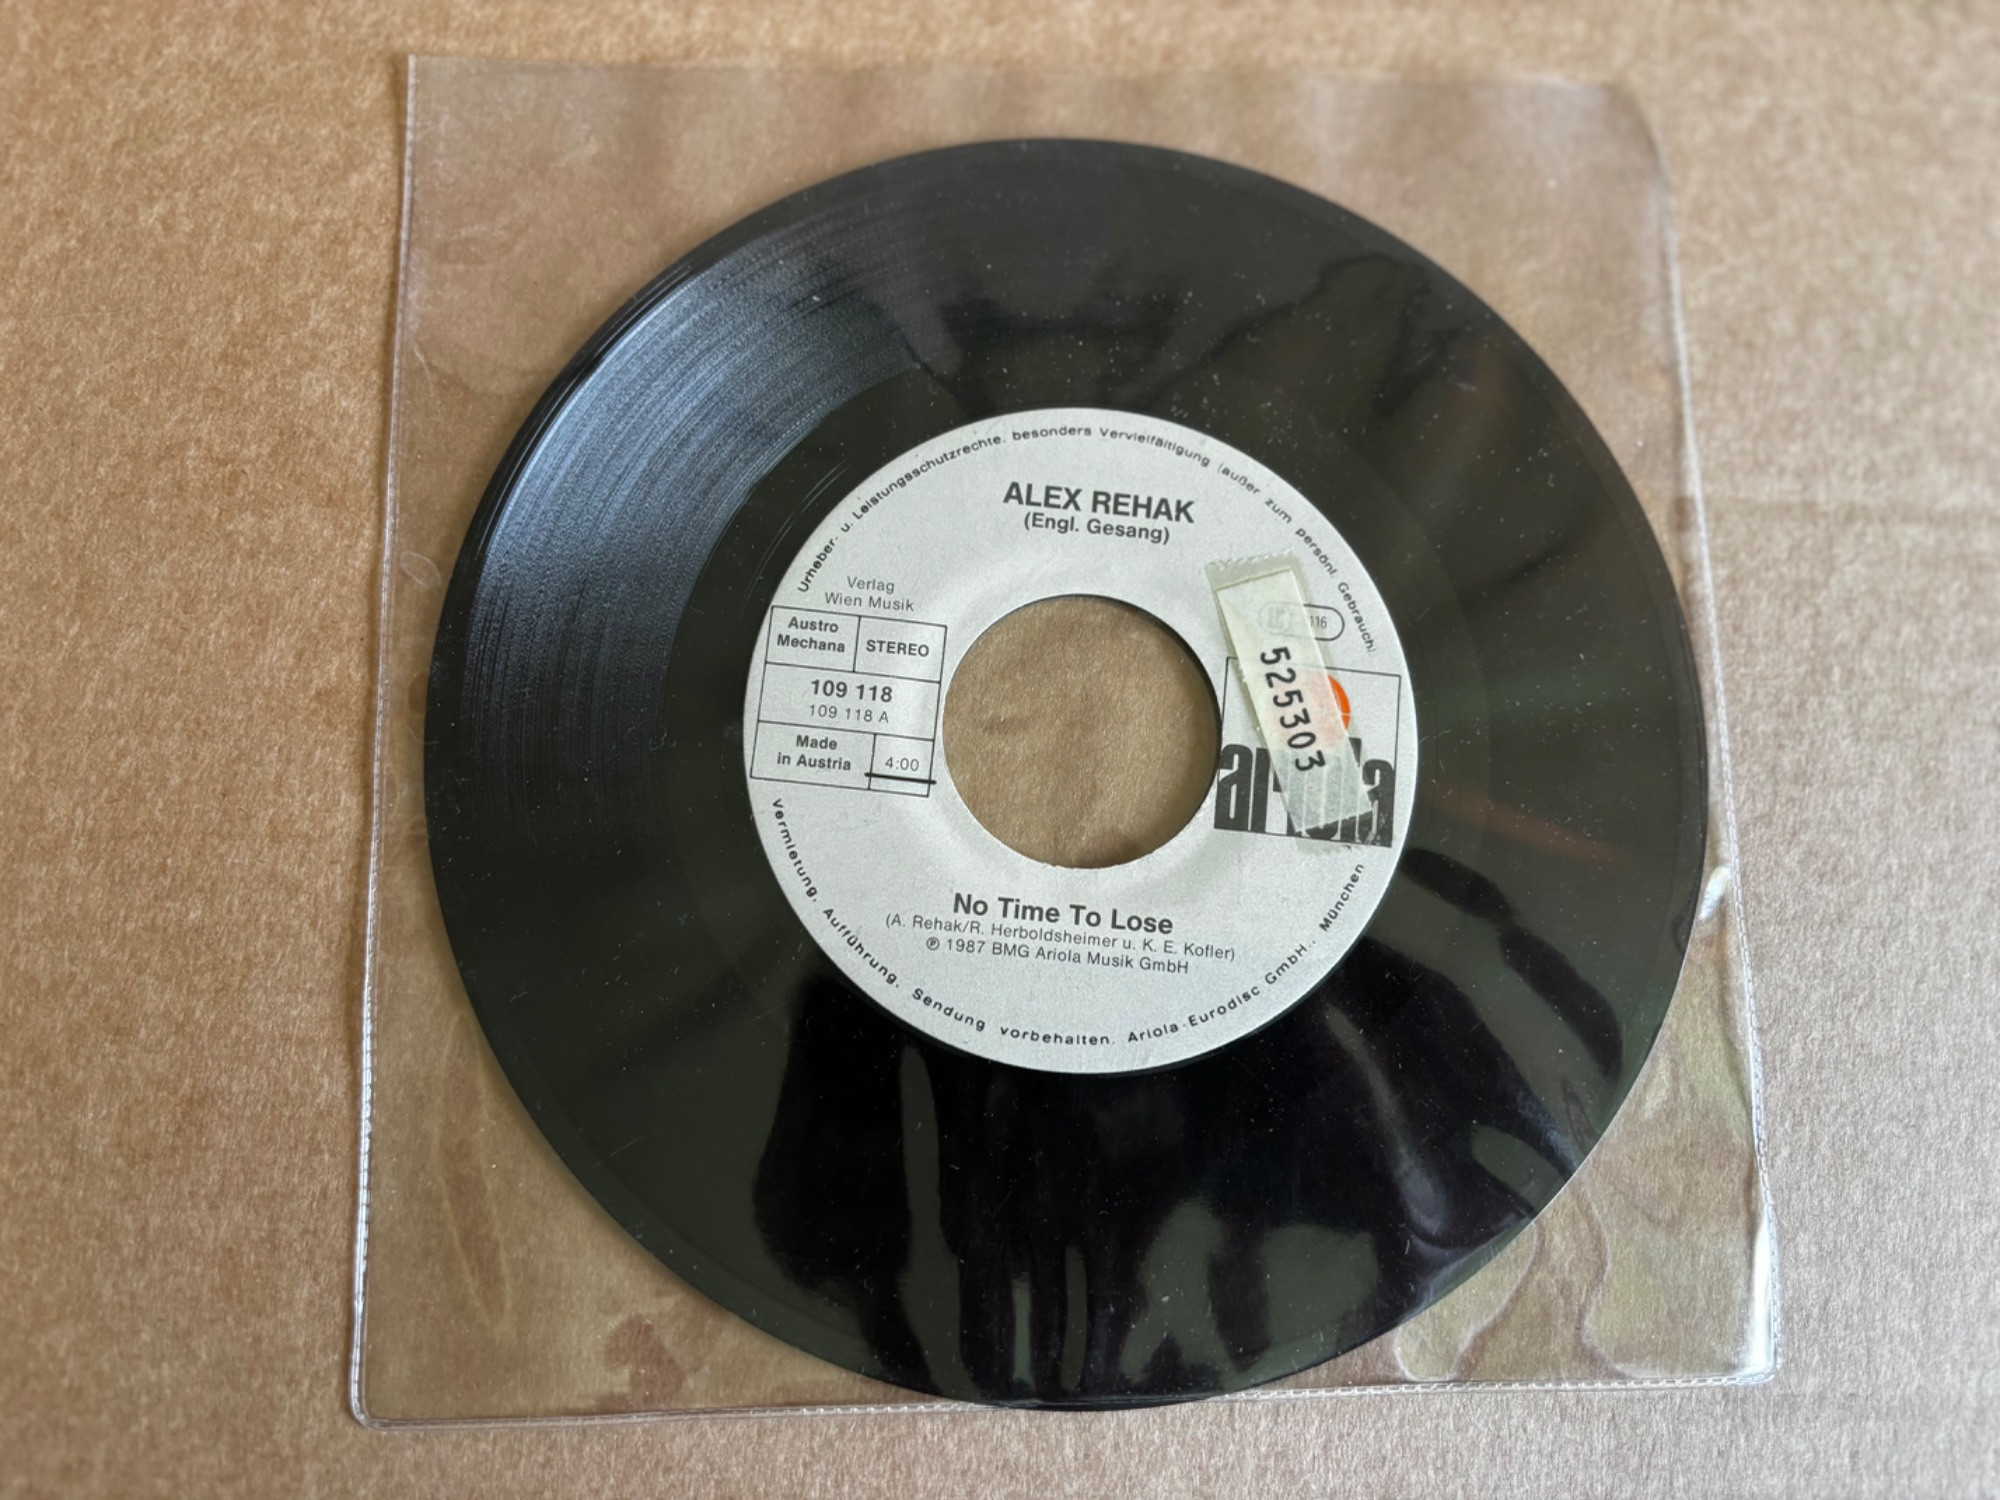 Urheber- u. Leistungsschutzrechte, besonders Vervielfältigung (außer zum persönl. Gebrauch)
ALEX REHAK
(Engl. Gesang)
Verlag
Wien Musik
Austro
Mechana
STEREO
109 118
109 118 A
Made
in Austria
4:00
116
525303
ariola
No Time To Lose
(A. Rehak/R. Herboldsheimer u. K. E. Kofler)
℗ 1987 BMG Ariola Musik GmbH
Vermietung, Aufführung, Sendung vorbehalten. Ariola-Eurodisc GmbH., München